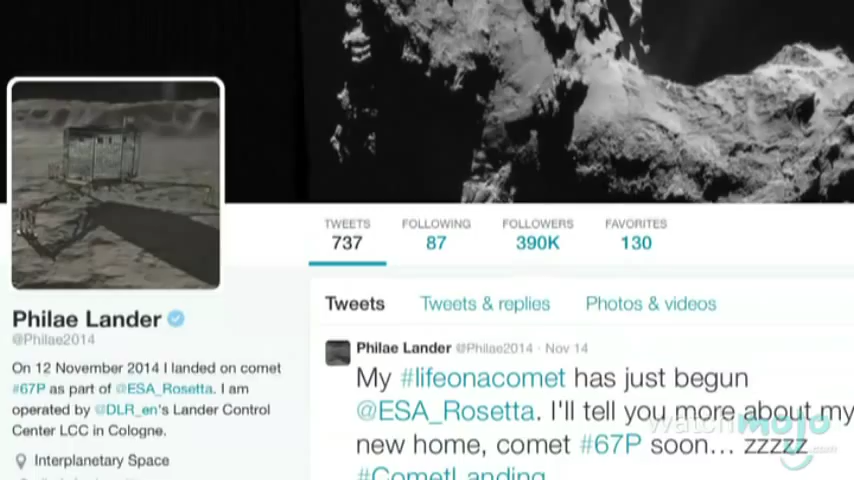 TWEETS FOLLOWING FOLLOWERS FAVORITES
737 87 390K 130
Philae Lander
@Philae2014
On 12 November 2014 I landed on comet
#67P as part of @ESA_Rosetta. I am
operated by @DLR_en's Lander Control
Center LCC in Cologne.
Interplanetary Space
Tweets Tweets & replies Photos & videos
Philae Lander @Philae2014 · Nov 14
My #lifeonacomet has just begun
@ESA_Rosetta. I'll tell you more about my
new home, comet #67P soon... zzzzz
#CometLanding
watchmojo.com